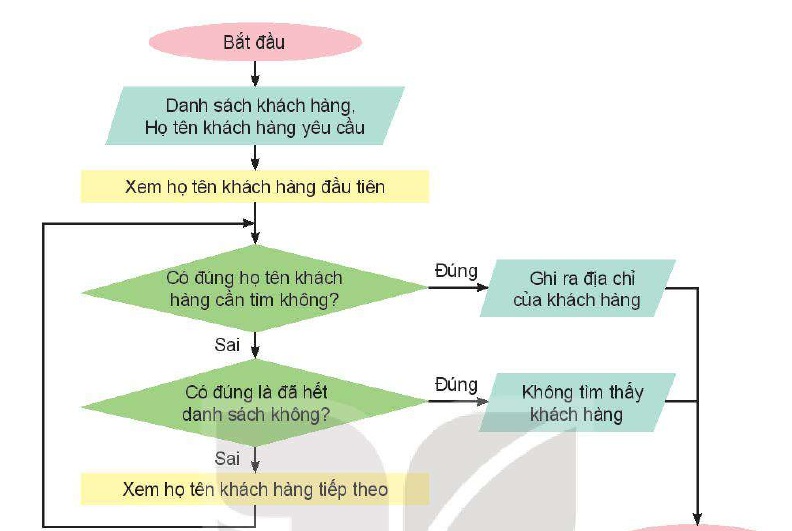 Bắt đầu
Danh sách khách hàng,
Họ tên khách hàng yêu cầu
Xem họ tên khách hàng đầu tiên
Có đúng họ tên khách
hàng cần tìm không?
Đúng
Ghi ra địa chỉ
của khách hàng
Sai
Có đúng là đã hết
danh sách không?
Đúng
Không tìm thấy
khách hàng
Sai
Xem họ tên khách hàng tiếp theo